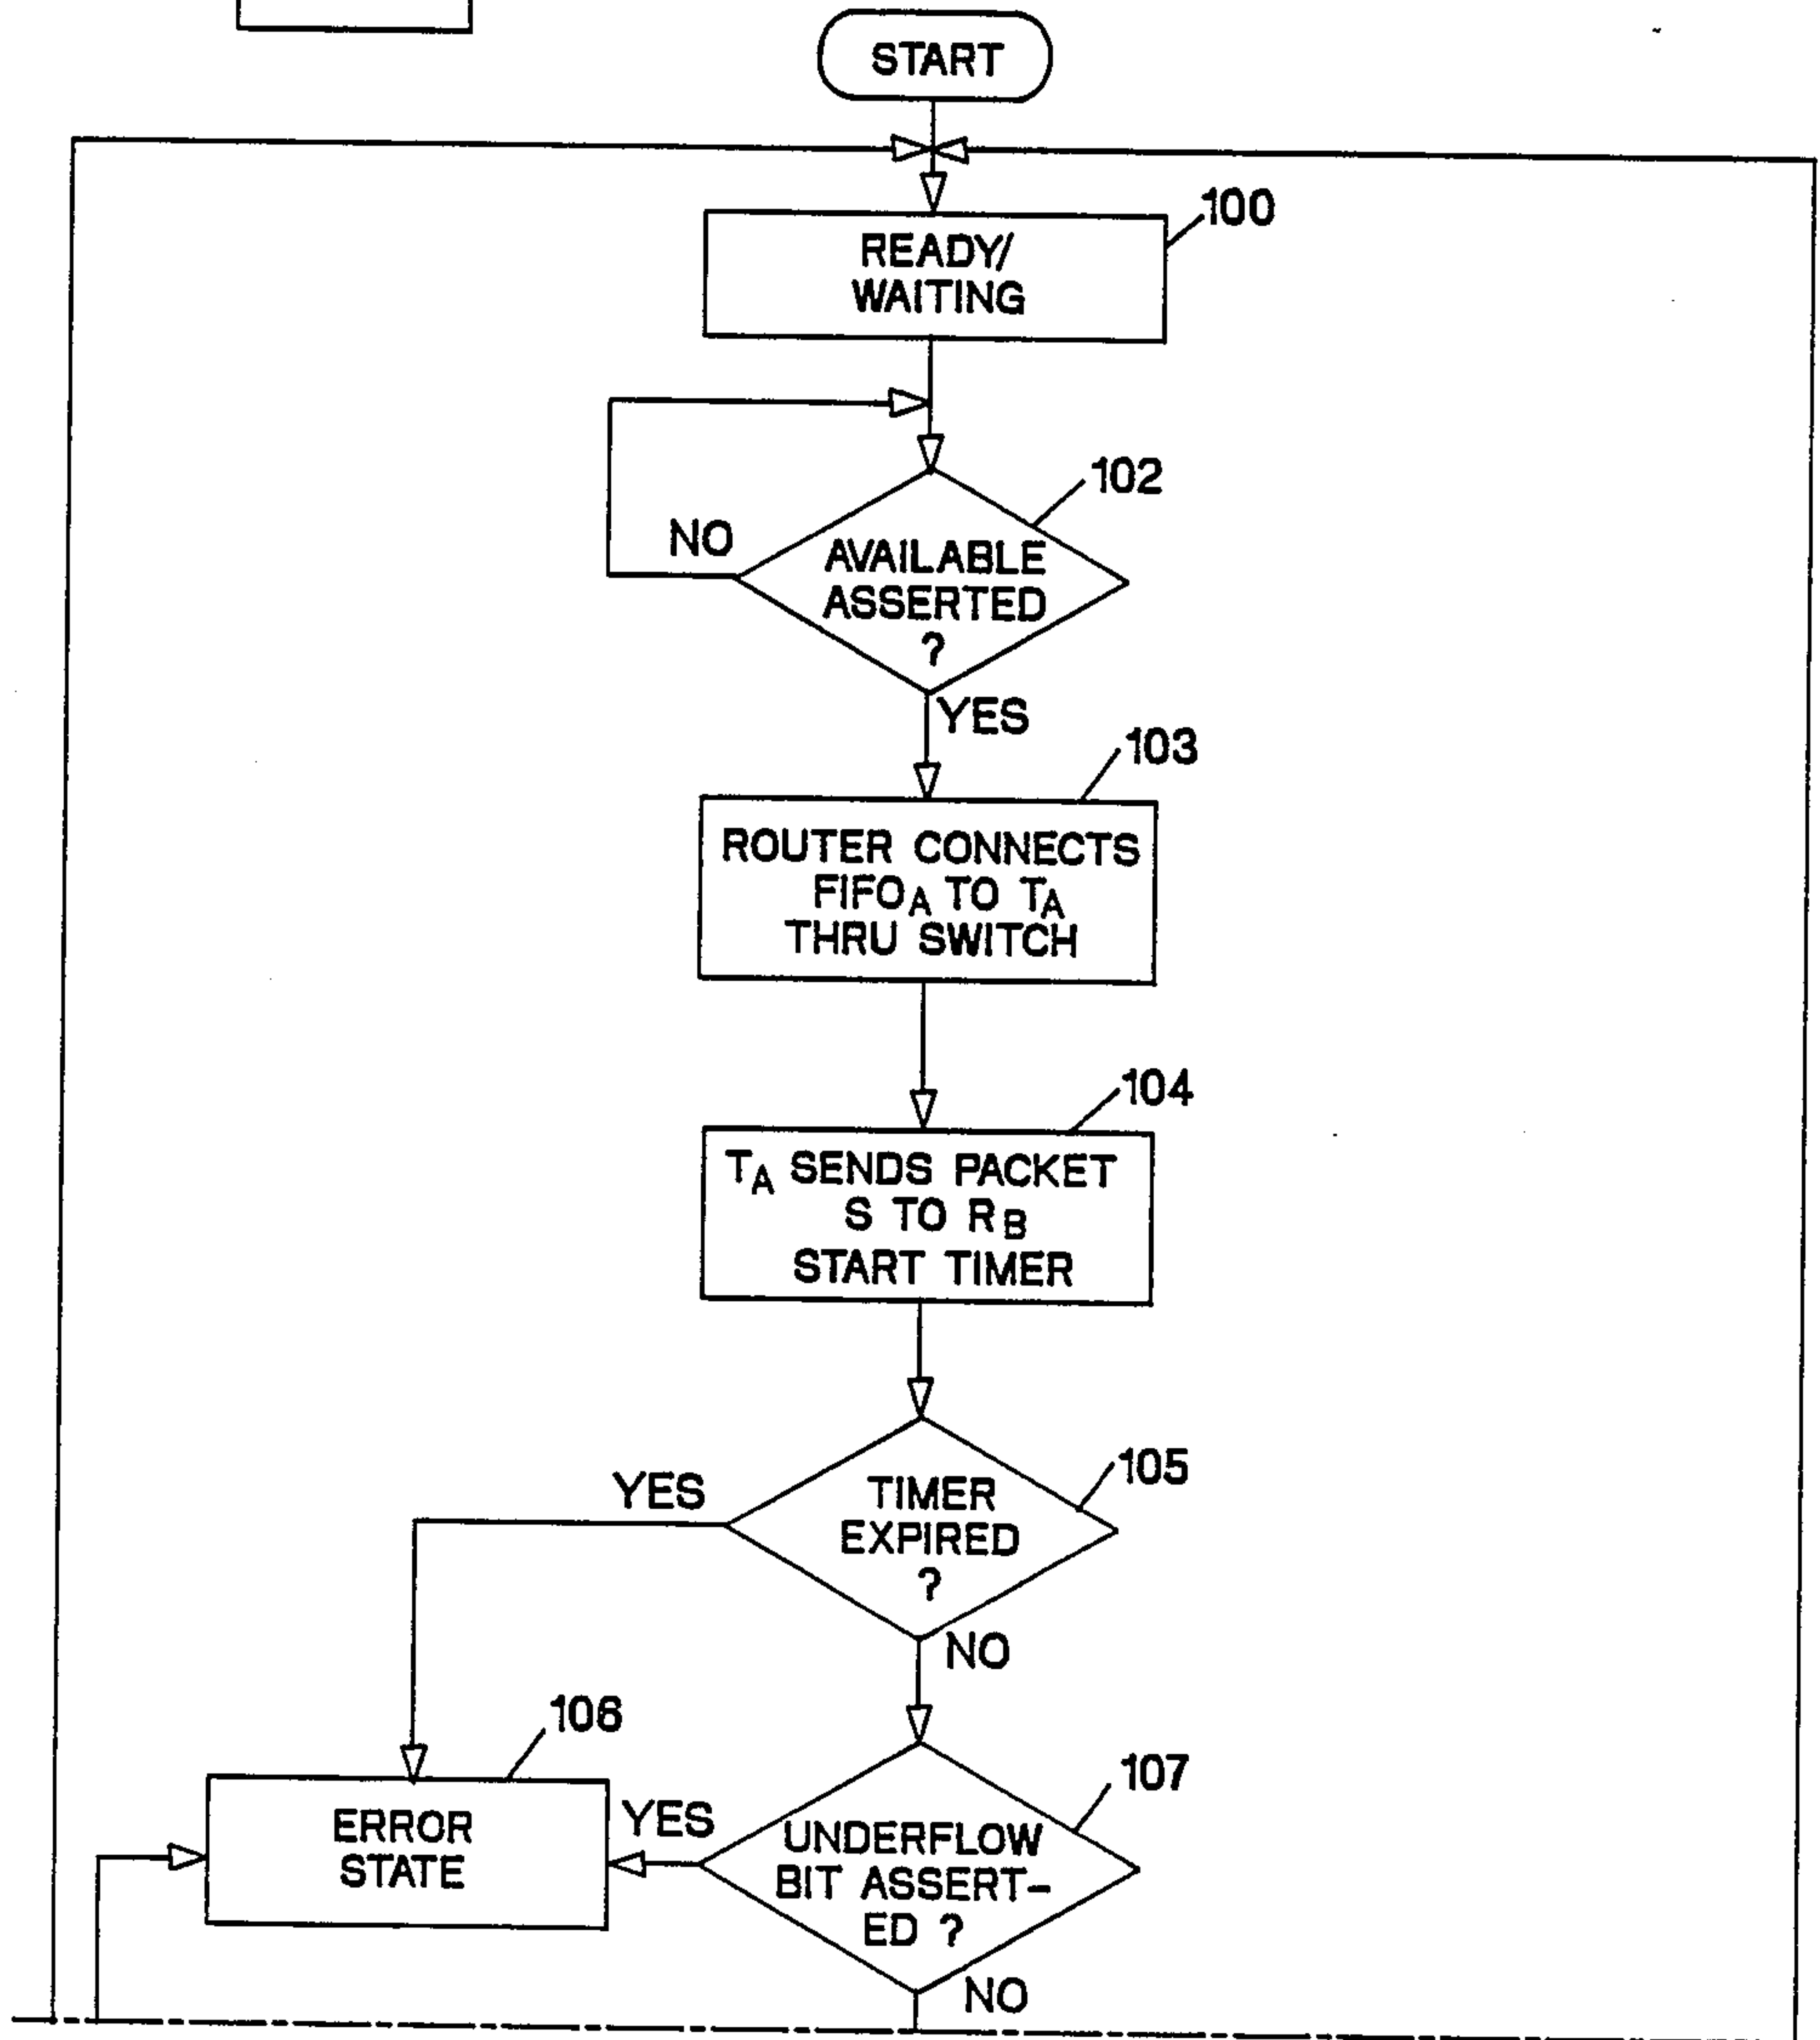 START
100
READY/
WAITING
102
NO
AVAILABLE
ASSERTED
?
YES
103
ROUTER CONNECTS
FIFOA TO TA
THRU SWITCH
104
TA SENDS PACKET
S TO RB
START TIMER
105
YES
TIMER
EXPIRED
?
NO
106
ERROR
STATE
107
YES
UNDERFLOW
BIT ASSERT-
ED ?
NO